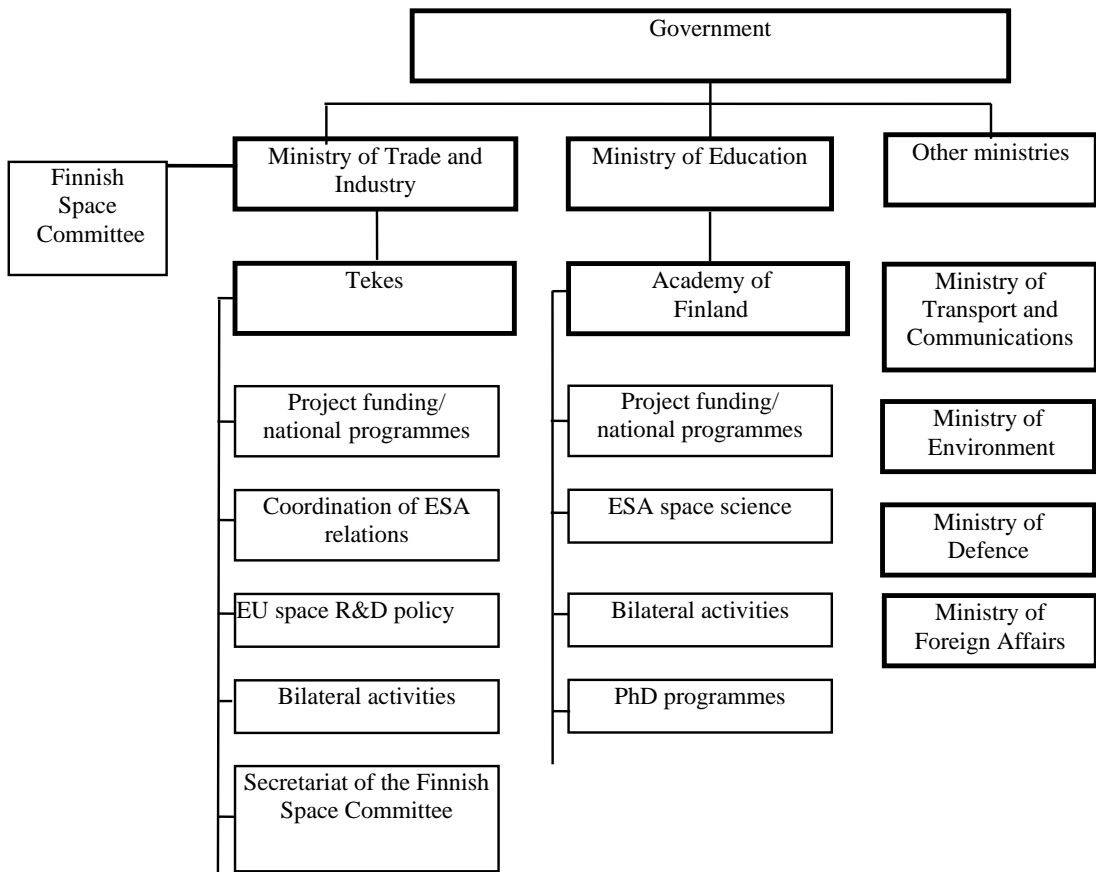 Government
Ministry of Trade and
Industry
Ministry of Education
Other ministries
Finnish
Space
Committee
Tekes
Academy of
Finland
Ministry of
Transport and
Communications
Project funding/
national programmes
Project funding/
national programmes
Ministry of
Environment
Coordination of ESA
relations
ESA space science
Ministry of
Defence
EU space R&D policy
Bilateral activities
Ministry of
Foreign Affairs
Bilateral activities
PhD programmes
Secretariat of the Finnish
Space Committee